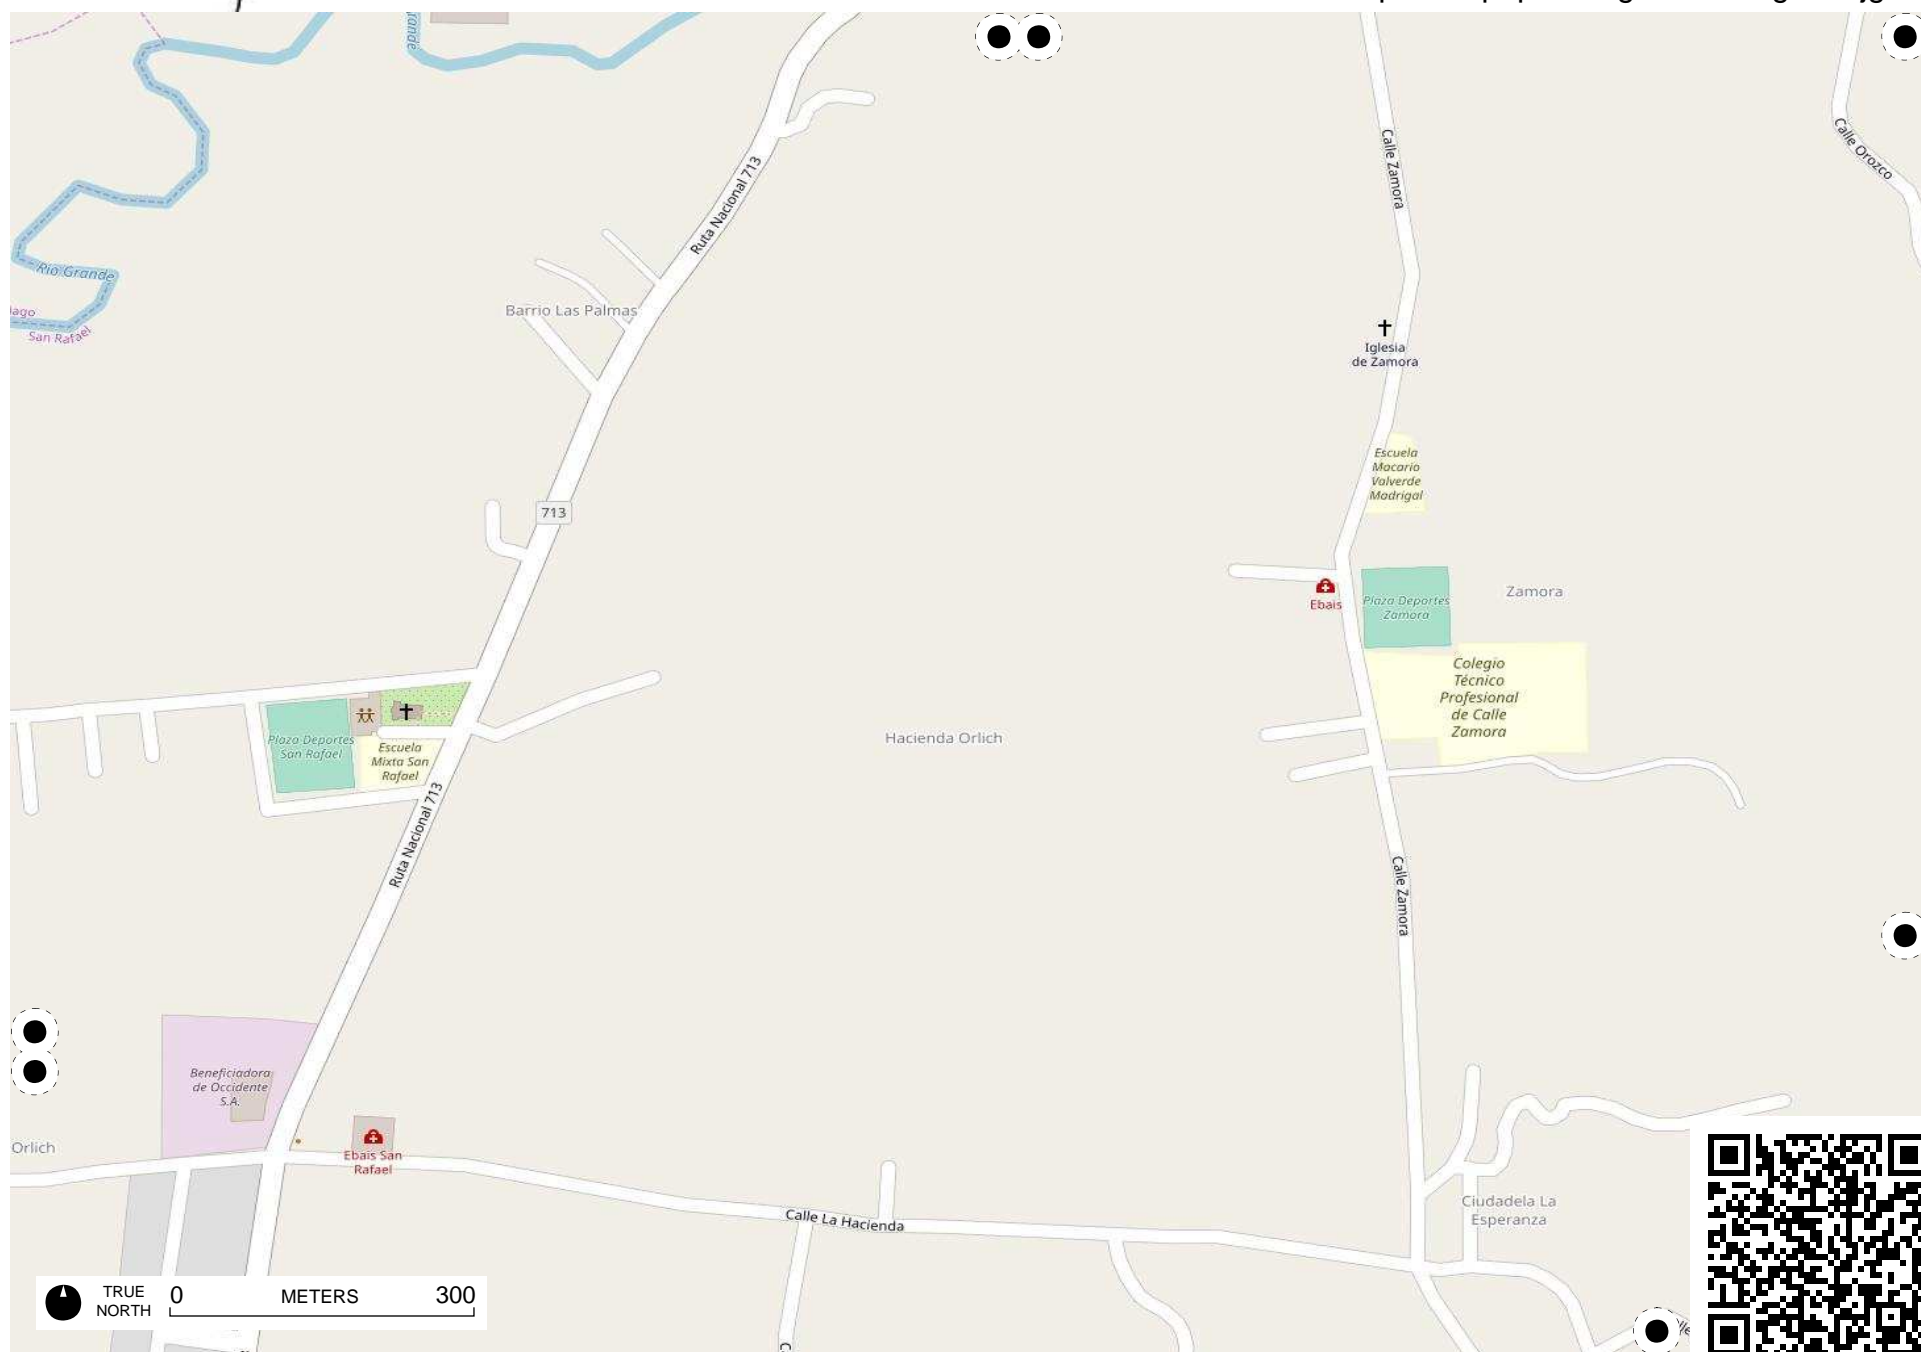 rande
Calle Orozco
Calle Zamora
Ruta Nacional 713
Río Grande
Barrio Las Palmas
iago
San Rafael
Iglesia
de Zamora
Escuela
Macario
Valverde
Madrigal
713
Ebais
Plaza Deportes
Zamora
Zamora
Colegio
Técnico
Profesional
de Calle
Zamora
Plaza Deportes
San Rafael
Escuela
Mixta San
Rafael
Hacienda Orlich
Ruta Nacional 713
Calle Zamora
Beneficiadora
de Occidente
S.A.
Orlich
Ebais San
Rafael
Calle La Hacienda
Ciudadela La
Esperanza
TRUE
NORTH
0 METERS 300